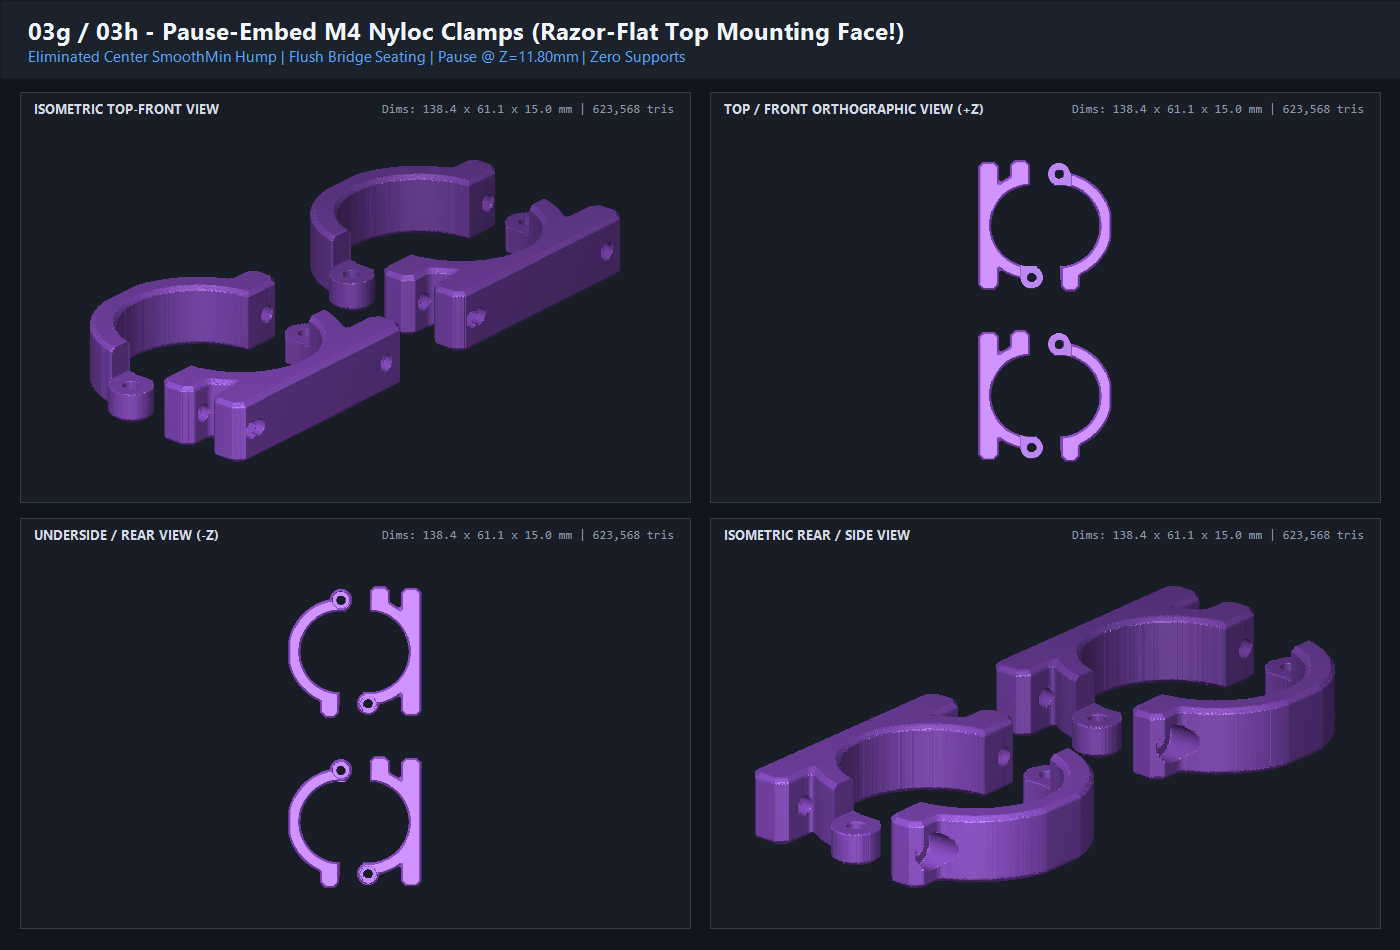 03g / 03h - Pause-Embed M4 Nyloc Clamps (Razor-Flat Top Mounting Face!)
Eliminated Center SmoothMin Hump | Flush Bridge Seating | Pause @ Z=11.80mm | Zero Supports
ISOMETRIC TOP-FRONT VIEW
Dims: 138.4 x 61.1 x 15.0 mm | 623,568 tris
TOP / FRONT ORTHOGRAPHIC VIEW (+Z)
Dims: 138.4 x 61.1 x 15.0 mm | 623,568 tris
UNDERSIDE / REAR VIEW (-Z)
Dims: 138.4 x 61.1 x 15.0 mm | 623,568 tris
ISOMETRIC REAR / SIDE VIEW
Dims: 138.4 x 61.1 x 15.0 mm | 623,568 tris